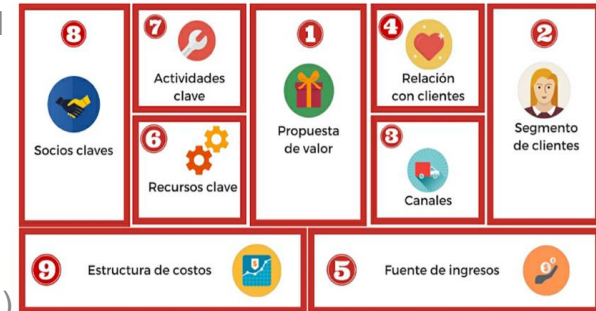 8
Socios claves
7
Actividades
clave
6
Recursos clave
1
Propuesta
de valor
4
Relación
con clientes
3
Canales
2
Segmento
de clientes
9
Estructura de costos
$
5
Fuente de ingresos
)